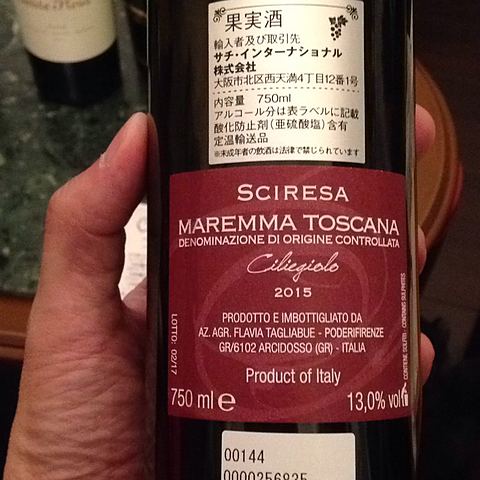 果実酒
輸入者及び取引先
サチ・インターナショナル
株式会社
大阪市北区西天満4丁目12番1号
内容量 750ml
アルコール分は表ラベルに記載
酸化防止剤(亜硫酸塩)含有
定温輸送品
※未成年者の飲酒は法律で禁じられています
SCIRESA
MAREMMA TOSCANA
DENOMINAZIONE DI ORIGINE CONTROLLATA
Ciliegiolo
2015
PRODOTTO E IMBOTTIGLIATO DA
AZ. AGR. FLAVIA TAGLIABUE - PODERIFIRENZE
GR/6102 ARCIDOSSO (GR) - ITALIA
Product of Italy
750 ml e
13,0% vol
LOTTO: 02/17
CONTIENE SOLFITI - CONTAINS SULPHITES
00144
0000256835